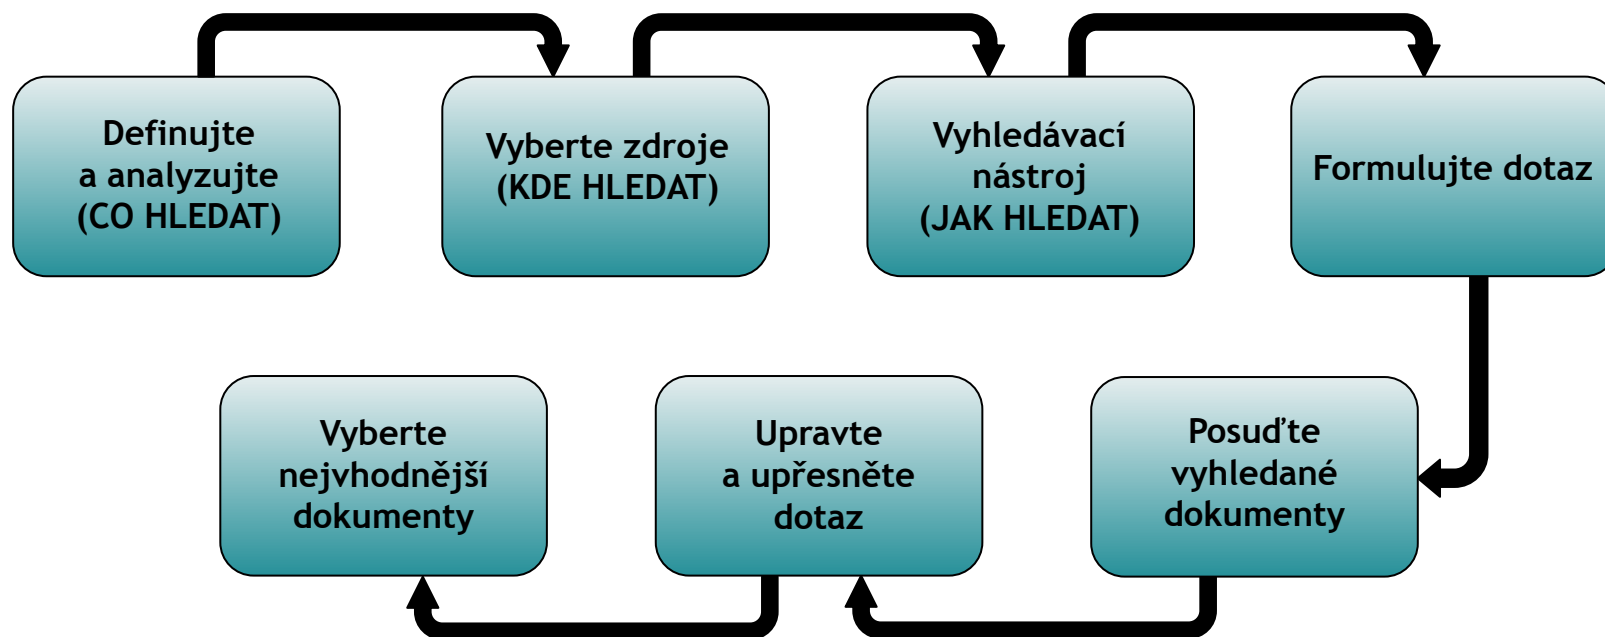 Definujte
a analyzujte
(CO HLEDAT)
Vyberte zdroje
(KDE HLEDAT)
Vyhledávací
nástroj
(JAK HLEDAT)
Formulujte dotaz
Posuďte
vyhledané
dokumenty
Upravte
a upřesněte
dotaz
Vyberte
nejvhodnější
dokumenty